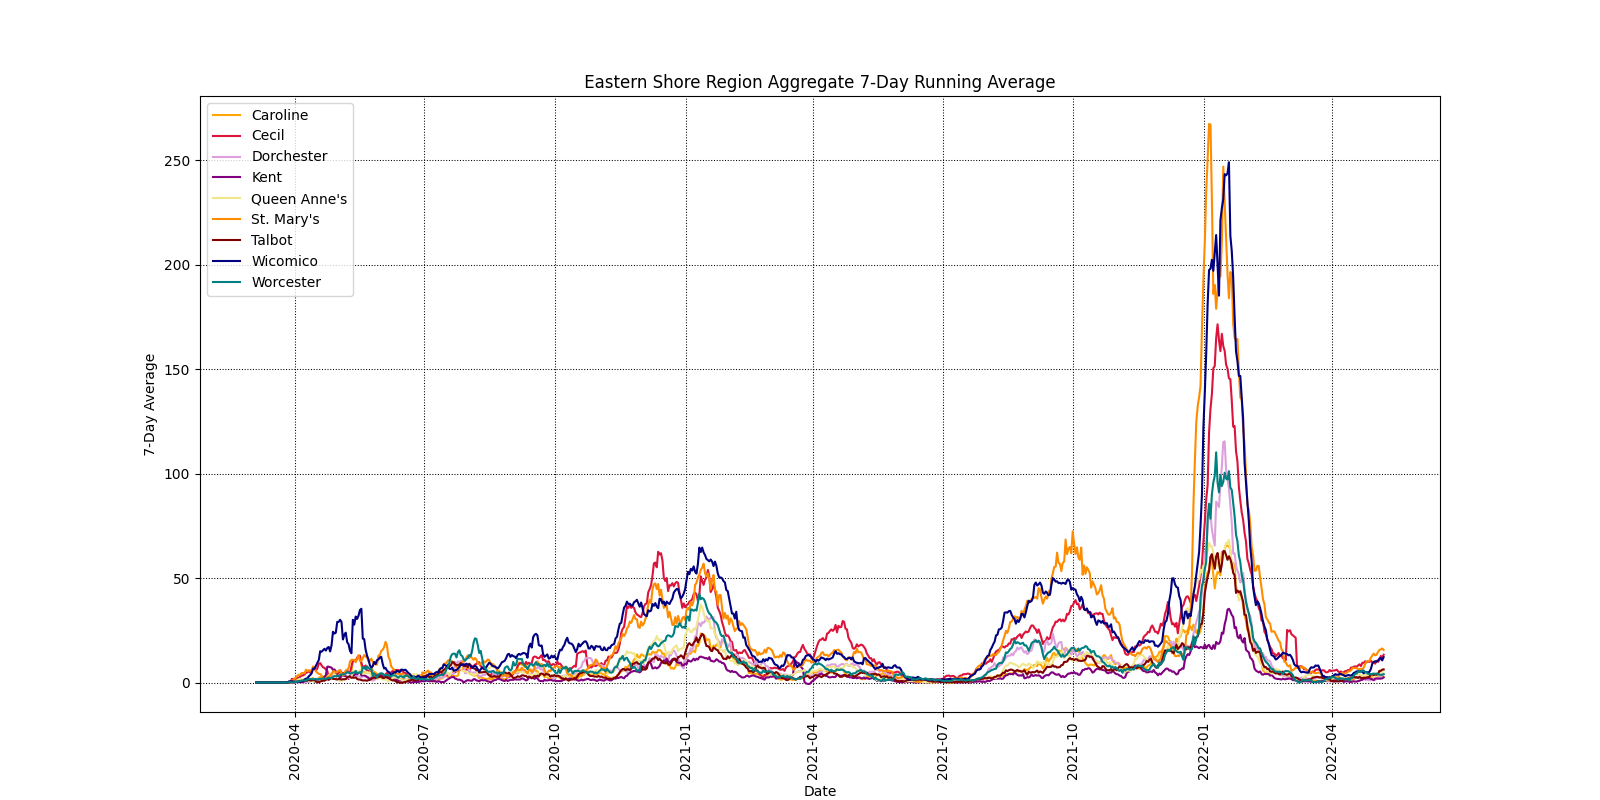 Eastern Shore Region Aggregate 7-Day Running Average
Caroline
Cecil
Dorchester
Kent
Queen Anne's
St. Mary's
Talbot
Wicomico
Worcester
250
200
150
100
50
0
7-Day Average
2020-04
2020-07
2020-10
2021-01
2021-04
2021-07
2021-10
2022-01
2022-04
Date